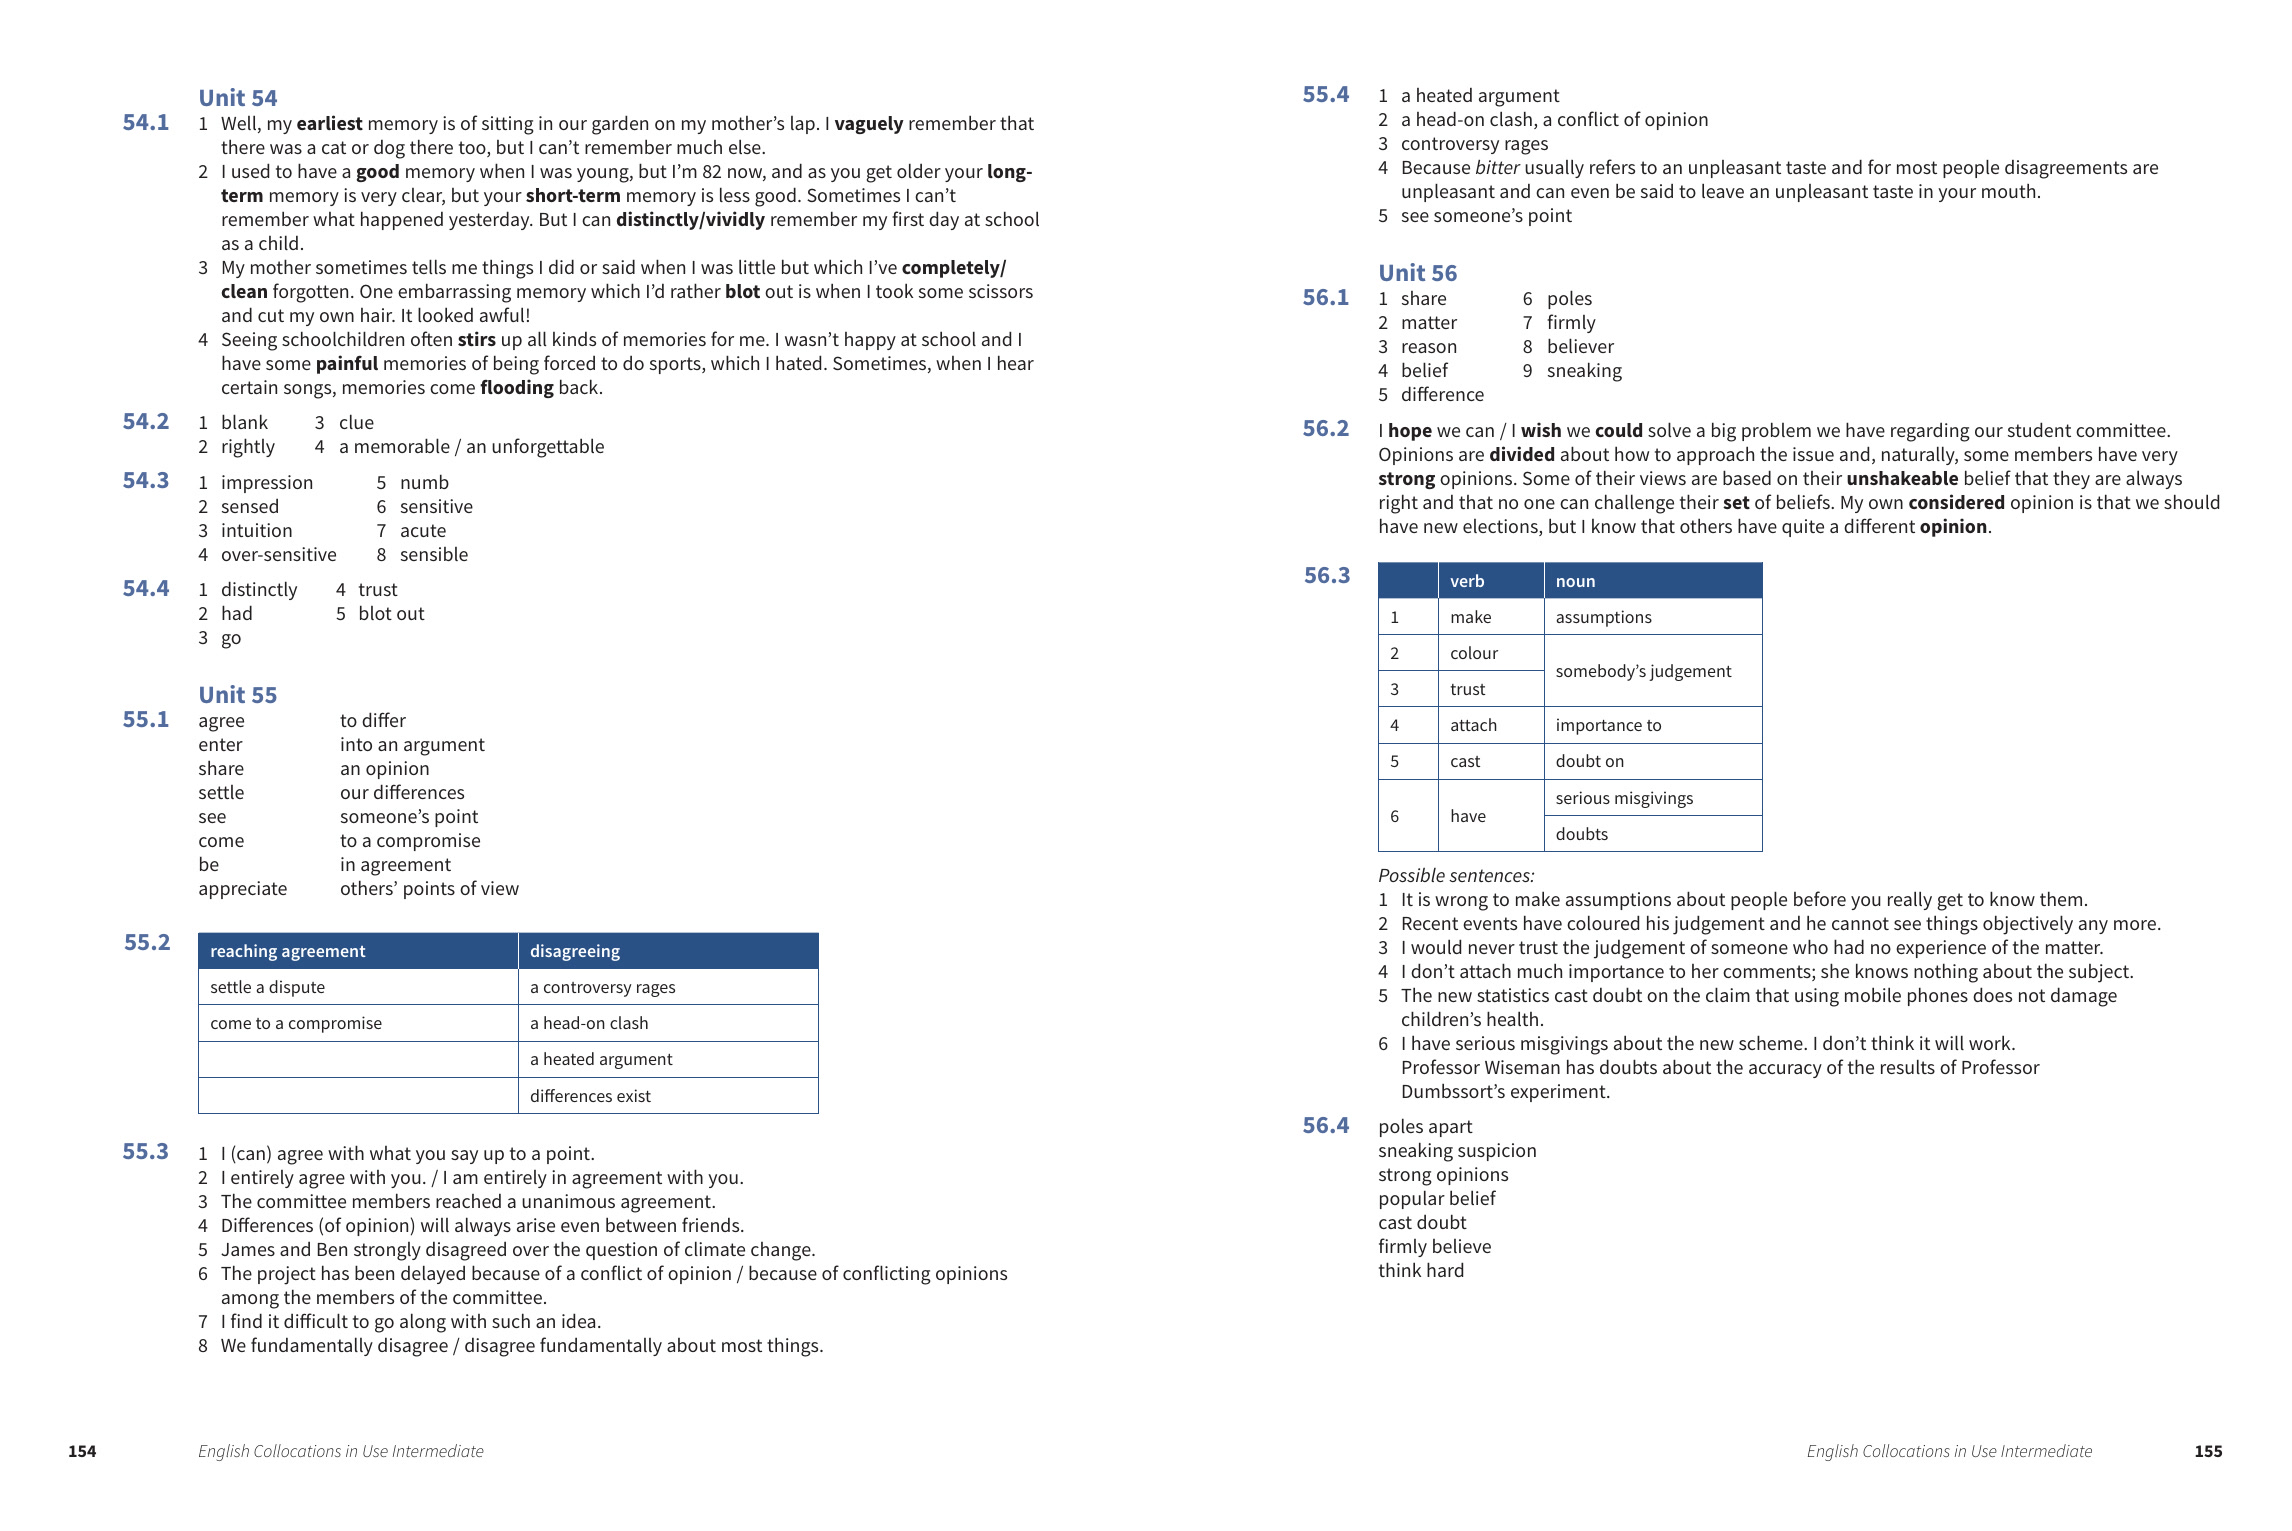 Unit 54
54.1
1 Well, my earliest memory is of sitting in our garden on my mother's lap. I vaguely remember that
there was a cat or dog there too, but I can't remember much else.
2 I used to have a good memory when I was young, but I'm 82 now, and as you get older your long-
term memory is very clear, but your short-term memory is less good. Sometimes I can't
remember what happened yesterday. But I can distinctly/vividly remember my first day at school
as a child.
3 My mother sometimes tells me things I did or said when I was little but which I've completely/
clean forgotten. One embarrassing memory which I'd rather blot out is when I took some scissors
and cut my own hair. It looked awful!
4 Seeing schoolchildren often stirs up all kinds of memories for me. I wasn't happy at school and I
have some painful memories of being forced to do sports, which I hated. Sometimes, when I hear
certain songs, memories come flooding back.
54.2
1 blank 3 clue
2 rightly 4 a memorable / an unforgettable
54.3
1 impression 5 numb
2 sensed 6 sensitive
3 intuition 7 acute
4 over-sensitive 8 sensible
54.4
1 distinctly 4 trust
2 had 5 blot out
3 go
Unit 55
55.1
agree to differ
enter into an argument
share an opinion
settle our differences
see someone's point
come to a compromise
be in agreement
appreciate others' points of view
55.2
reaching agreement disagreeing
settle a dispute a controversy rages
come to a compromise a head-on clash
a heated argument
differences exist
55.3
1 I (can) agree with what you say up to a point.
2 I entirely agree with you. / I am entirely in agreement with you.
3 The committee members reached a unanimous agreement.
4 Differences (of opinion) will always arise even between friends.
5 James and Ben strongly disagreed over the question of climate change.
6 The project has been delayed because of a conflict of opinion / because of conflicting opinions
among the members of the committee.
7 I find it difficult to go along with such an idea.
8 We fundamentally disagree / disagree fundamentally about most things.
154 English Collocations in Use Intermediate
55.4
1 a heated argument
2 a head-on clash, a conflict of opinion
3 controversy rages
4 Because bitter usually refers to an unpleasant taste and for most people disagreements are
unpleasant and can even be said to leave an unpleasant taste in your mouth.
5 see someone's point
Unit 56
56.1
1 share 6 poles
2 matter 7 firmly
3 reason 8 believer
4 belief 9 sneaking
5 difference
56.2
I hope we can / I wish we could solve a big problem we have regarding our student committee.
Opinions are divided about how to approach the issue and, naturally, some members have very
strong opinions. Some of their views are based on their unshakeable belief that they are always
right and that no one can challenge their set of beliefs. My own considered opinion is that we should
have new elections, but I know that others have quite a different opinion.
56.3
verb noun
1 make assumptions
2 colour
somebody's judgement
3 trust
4 attach importance to
5 cast doubt on
serious misgivings
6 have
doubts
Possible sentences:
1 It is wrong to make assumptions about people before you really get to know them.
2 Recent events have coloured his judgement and he cannot see things objectively any more.
3 I would never trust the judgement of someone who had no experience of the matter.
4 I don't attach much importance to her comments; she knows nothing about the subject.
5 The new statistics cast doubt on the claim that using mobile phones does not damage
children's health.
6 I have serious misgivings about the new scheme. I don't think it will work.
Professor Wiseman has doubts about the accuracy of the results of Professor
Dumbssort's experiment.
56.4
poles apart
sneaking suspicion
strong opinions
popular belief
cast doubt
firmly believe
think hard
English Collocations in Use Intermediate 155